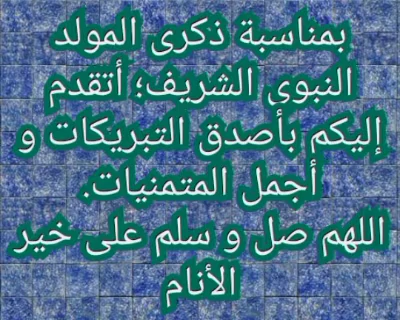 بمناسبة ذكرى المولد
النبوي الشريف؛ أتقدم
إليكم بأصدق التبريكات و
أجمل المتمنيات.
اللهم صل و سلم على خير
الأنام